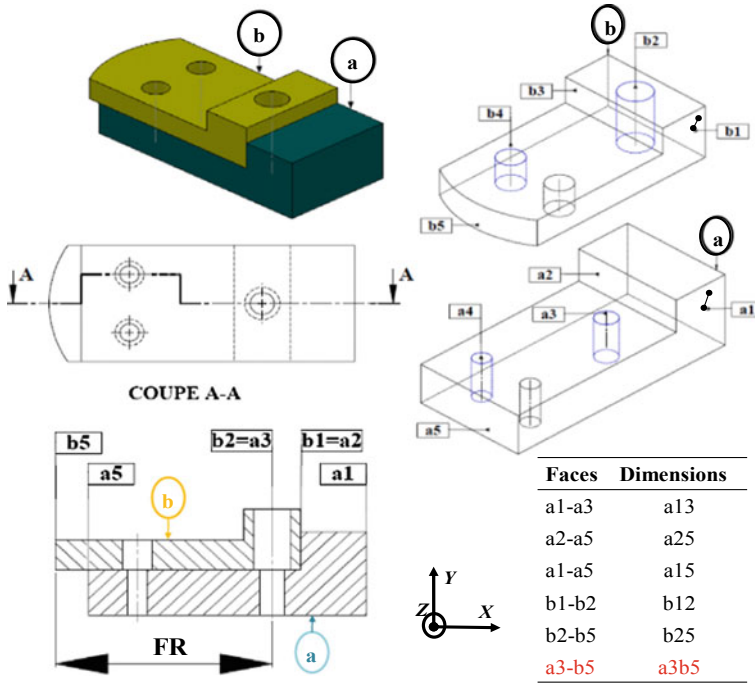 b
a
b
b2
b3
b1
b4
b5
a
a2
a1
a3
a4
a5
A
A
COUPE A-A
b5
b2=a3
b1=a2
a5
a1
b
FR
a
Y
Z
X
Faces Dimensions
a1-a3 a13
a2-a5 a25
a1-a5 a15
b1-b2 b12
b2-b5 b25
a3-b5 a3b5